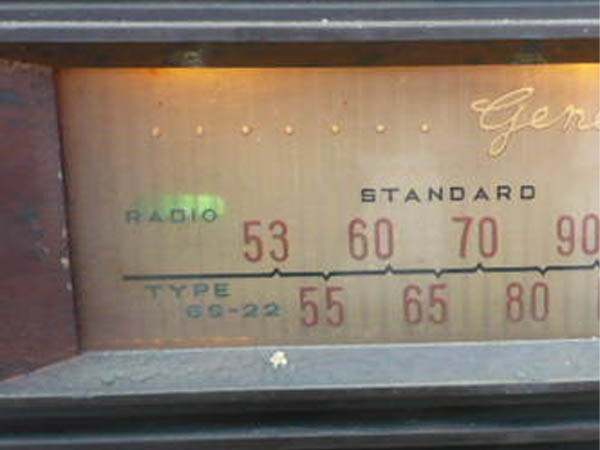 Gene
STANDARD
RADIO
53 60 70 90
TYPE
GS-22
55 65 80